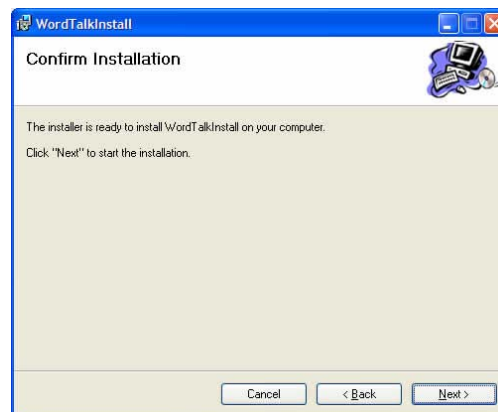 WordTalkInstall
Confirm Installation
The installer is ready to install WordTalkInstall on your computer.
Click "Next" to start the installation.
Cancel
< Back
Next >